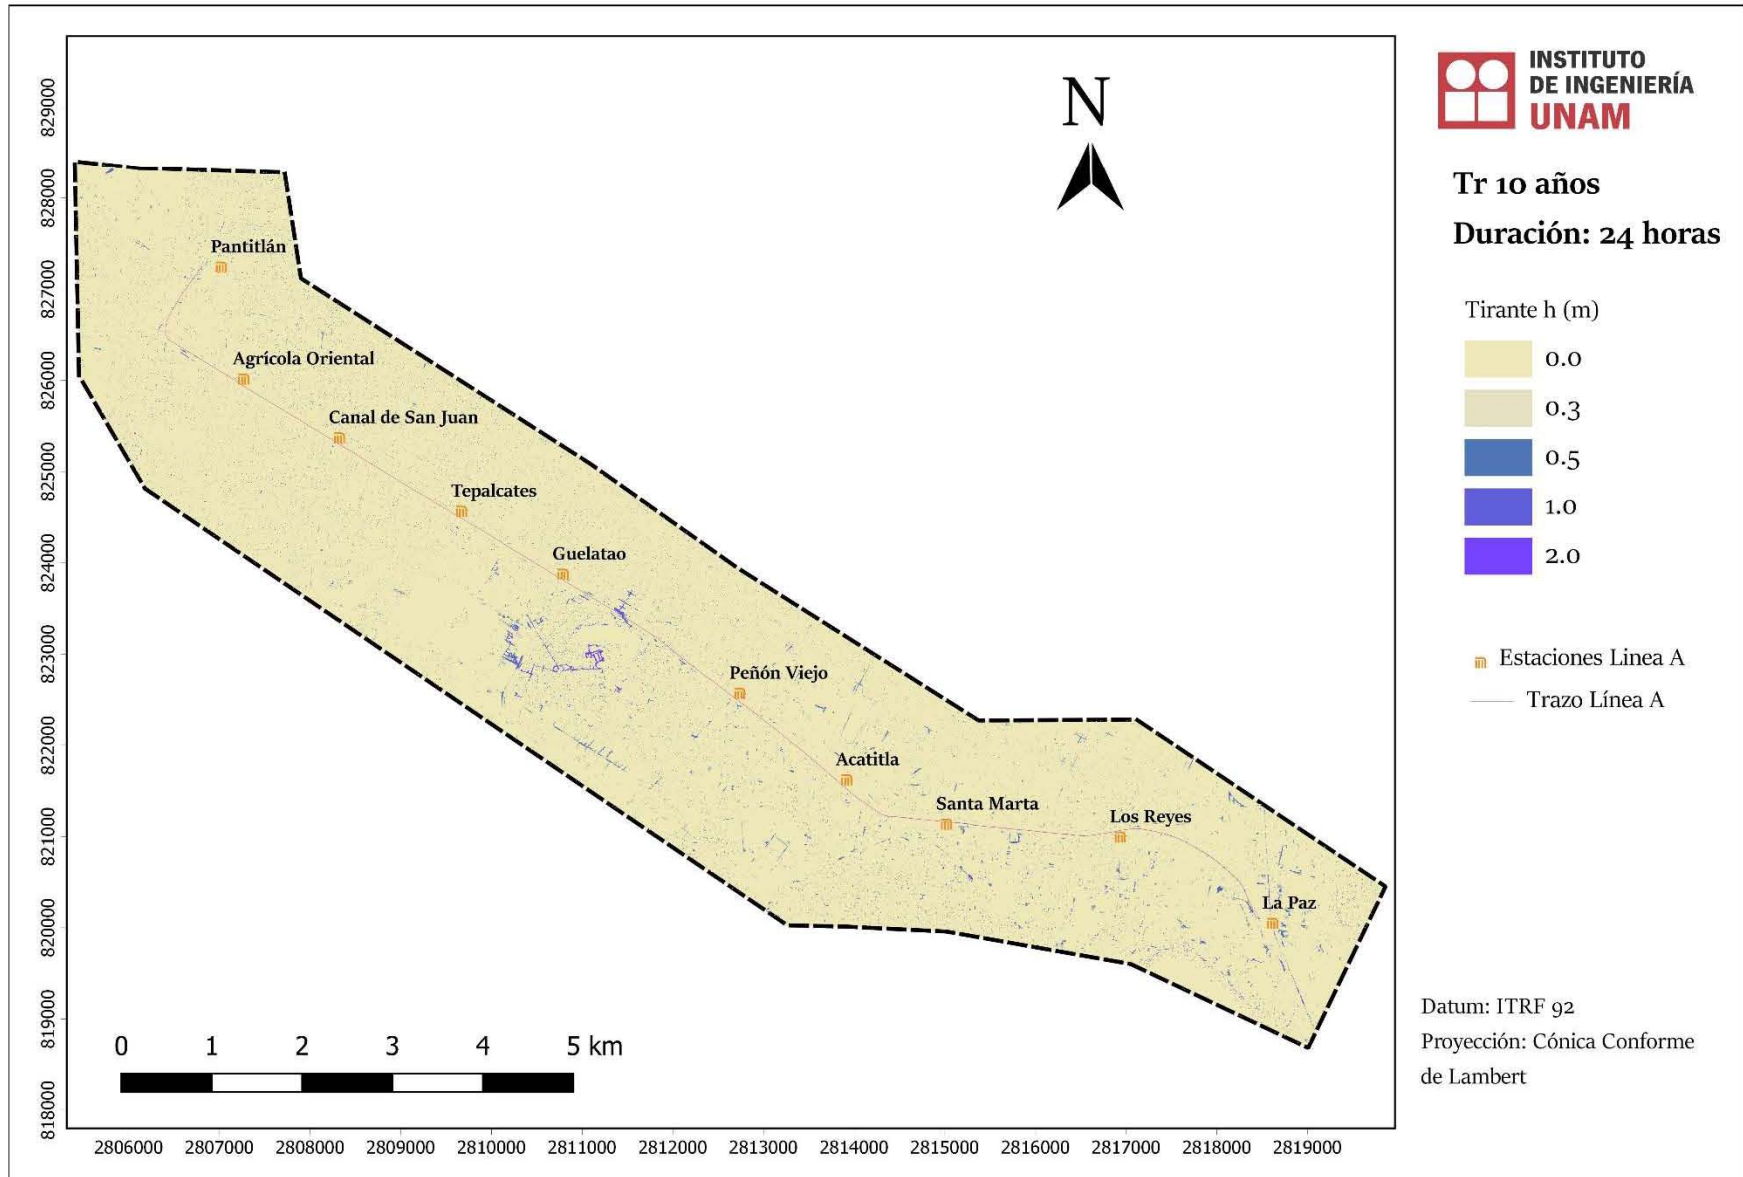 INSTITUTO
DE INGENIERÍA
UNAM
Tr 10 años
Duración: 24 horas
Tirante h (m)
0.0
0.3
0.5
1.0
2.0
Estaciones Linea A
Trazo Línea A
Datum: ITRF 92
Proyección: Cónica Conforme
de Lambert
N
829000
828000
827000
826000
825000
824000
823000
822000
821000
820000
819000
818000
Pantitlán
Agrícola Oriental
Canal de San Juan
Tepalcates
Guelatao
Peñón Viejo
Acatitla
Santa Marta
Los Reyes
La Paz
0 1 2 3 4 5 km
2806000 2807000 2808000 2809000 2810000 2811000 2812000 2813000 2814000 2815000 2816000 2817000 2818000 2819000